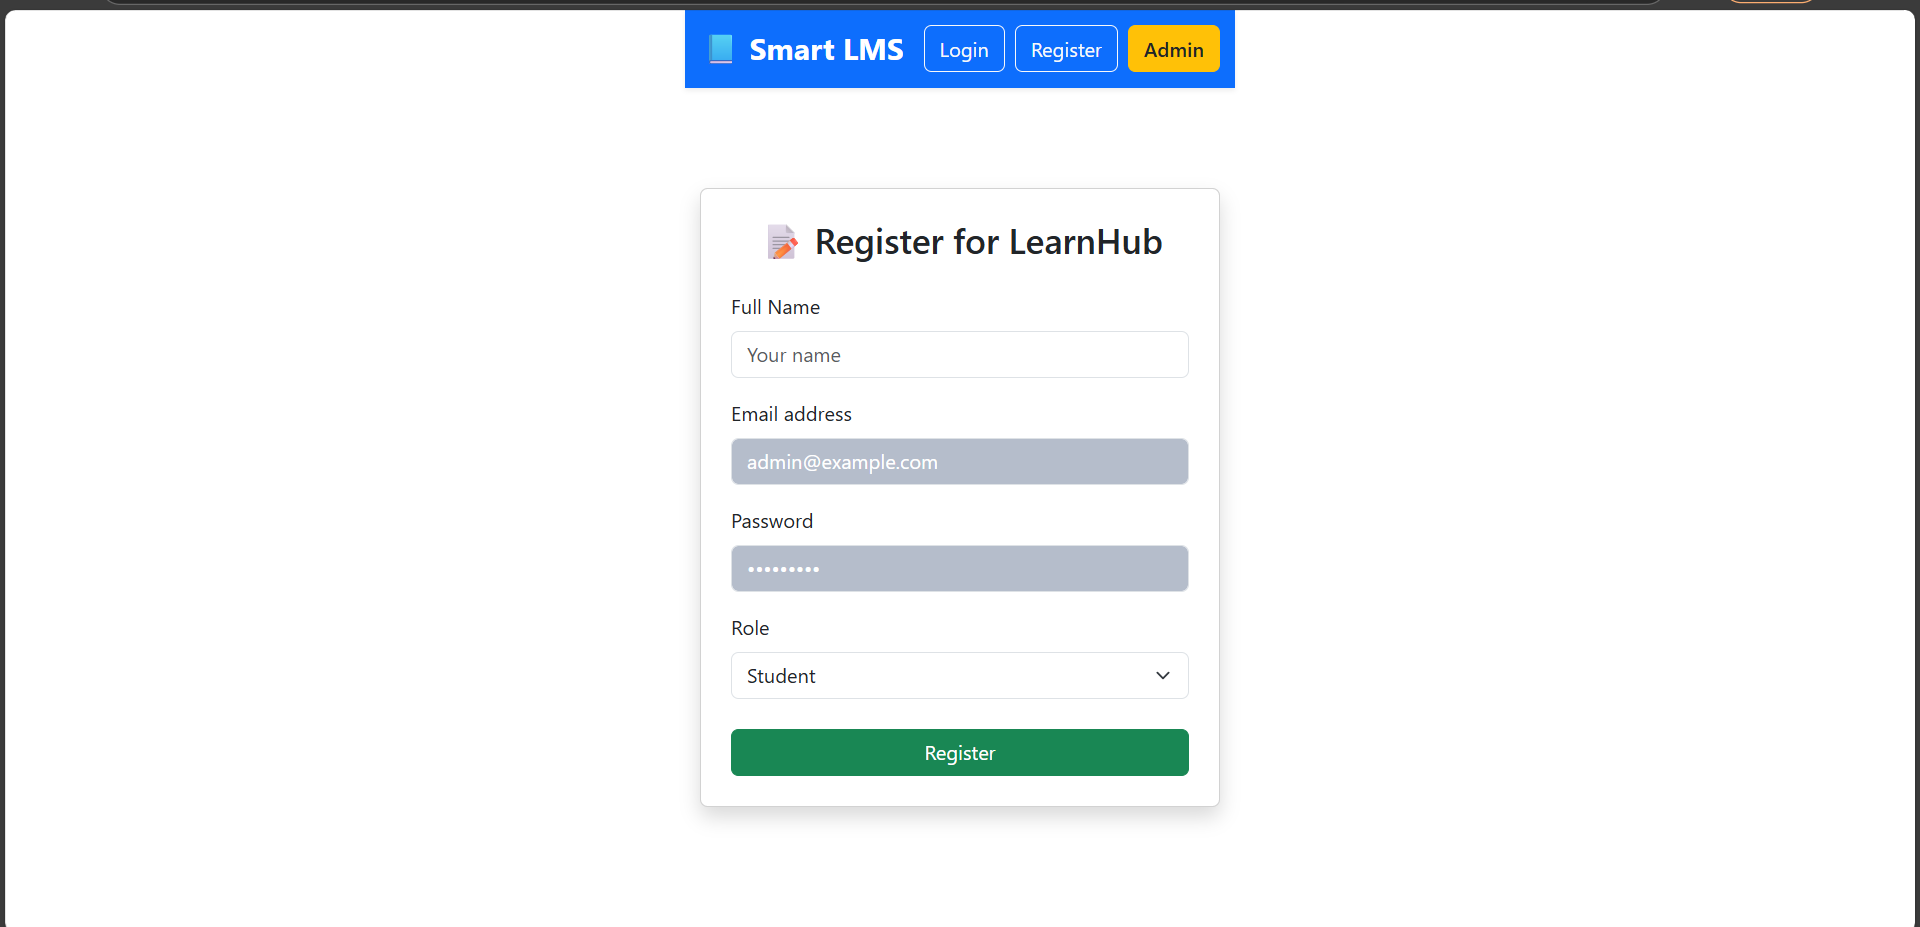 Smart LMS Login Register Admin
Register for LearnHub
Full Name
Your name
Email address
admin@example.com
Password
•••••••••
Role
Student
Register